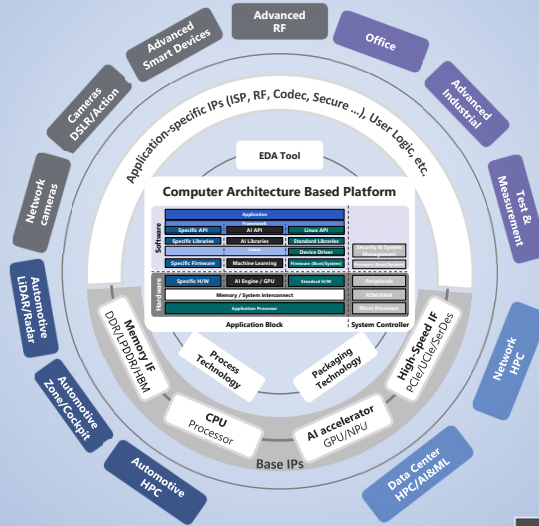 Advanced
RF
Office
Advanced
Industrial
Test &
Measurement
Network
HPC
Data Center
HPC/AI&ML
Automotive
HPC
Automotive
Zone/Cockpit
Automotive
LiDAR/Radar
Network
cameras
Cameras
DSLR/Action
Advanced
Smart Devices
Application-specific IPs (ISP, RF, Codec, Secure ...), User Logic, etc.
EDA Tool
Computer Architecture Based Platform
Software
Application
Framework
Specific API
AI API
Linux API
Specific Libraries
AI Libraries
Standard Libraries
Linux
Device Driver
Security & System
Management
Specific Firmware
Machine Learning
Firmware (Boot/System)
Firmware (Boot/System)
Hardware
Specific H/W
AI Engine / GPU
Standard H/W
Peripherals
Memory / System Interconnect
ROM/RAM
Application Processor
Micro Processor
Application Block
System Controller
Process
Technology
Packaging
Technology
Memory IF
DDR/LPDDR/HBM
CPU
Processor
AI accelerator
GPU/NPU
High-Speed IF
PCIe/UCIe/SerDes
Base IPs